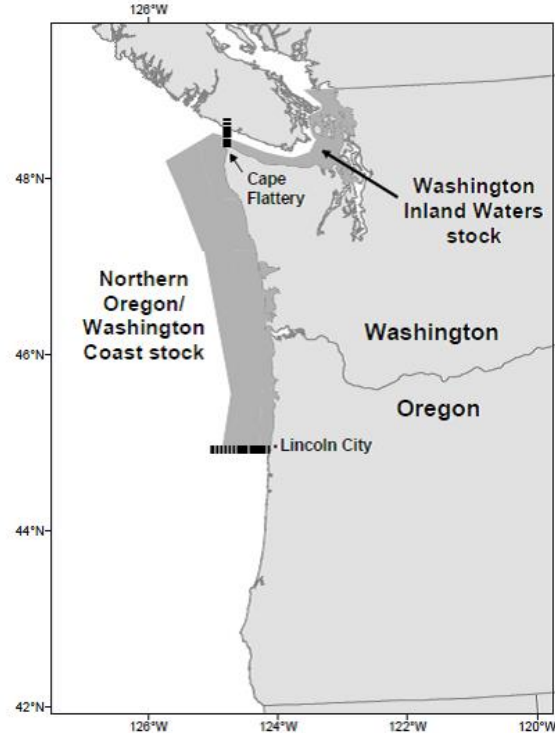 126°W
48°N
Cape
Flattery
Washington
Inland Waters
stock
Northern
Oregon/
Washington
Coast stock
Washington
46°N
Oregon
Lincoln City
44°N
42°N
126°W
124°W
122°W
120°W